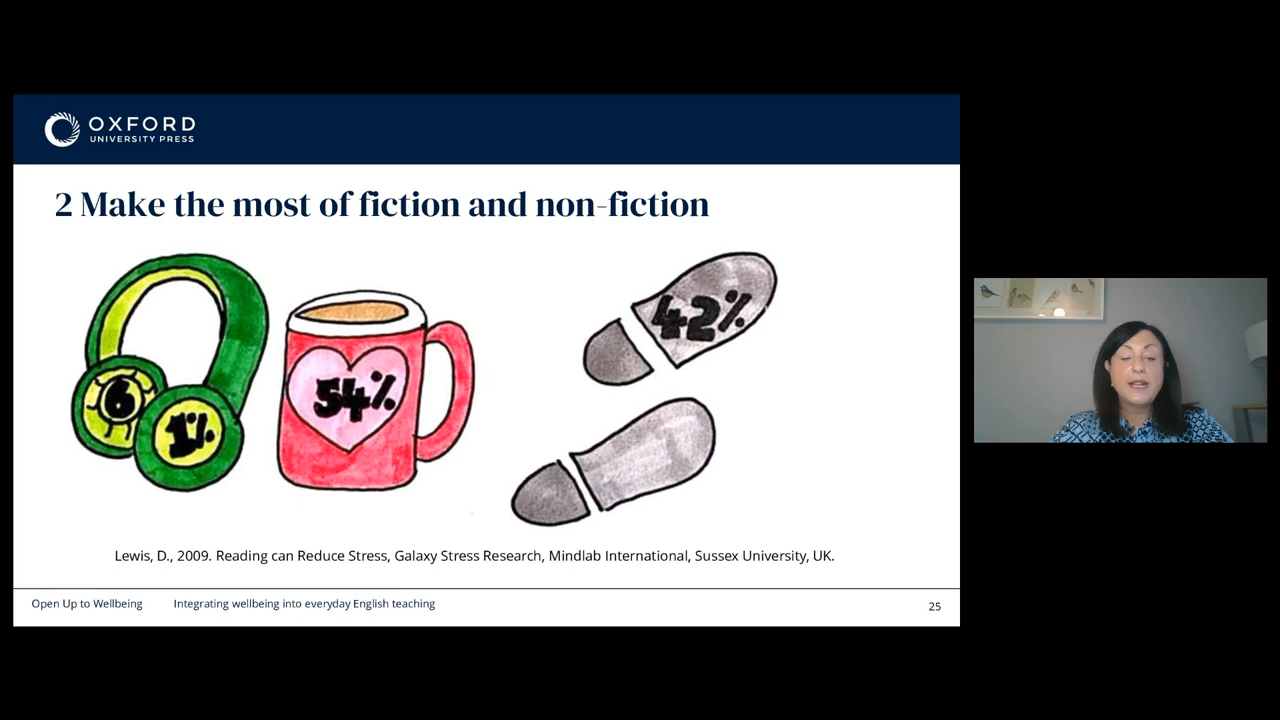 OXFORD
UNIVERSITY PRESS
2 Make the most of fiction and non-fiction
6 1%
54%
42%
Lewis, D., 2009. Reading can Reduce Stress, Galaxy Stress Research, Mindlab International, Sussex University, UK.
Open Up to Wellbeing Integrating wellbeing into everyday English teaching 25